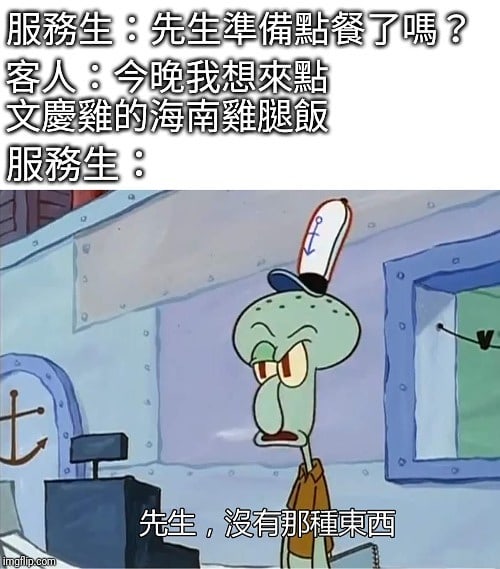 服務生：先生準備點餐了嗎？
客人：今晚我想來點
文慶雞的海南雞腿飯
服務生：
先生，沒有那種東西
imgflip.com